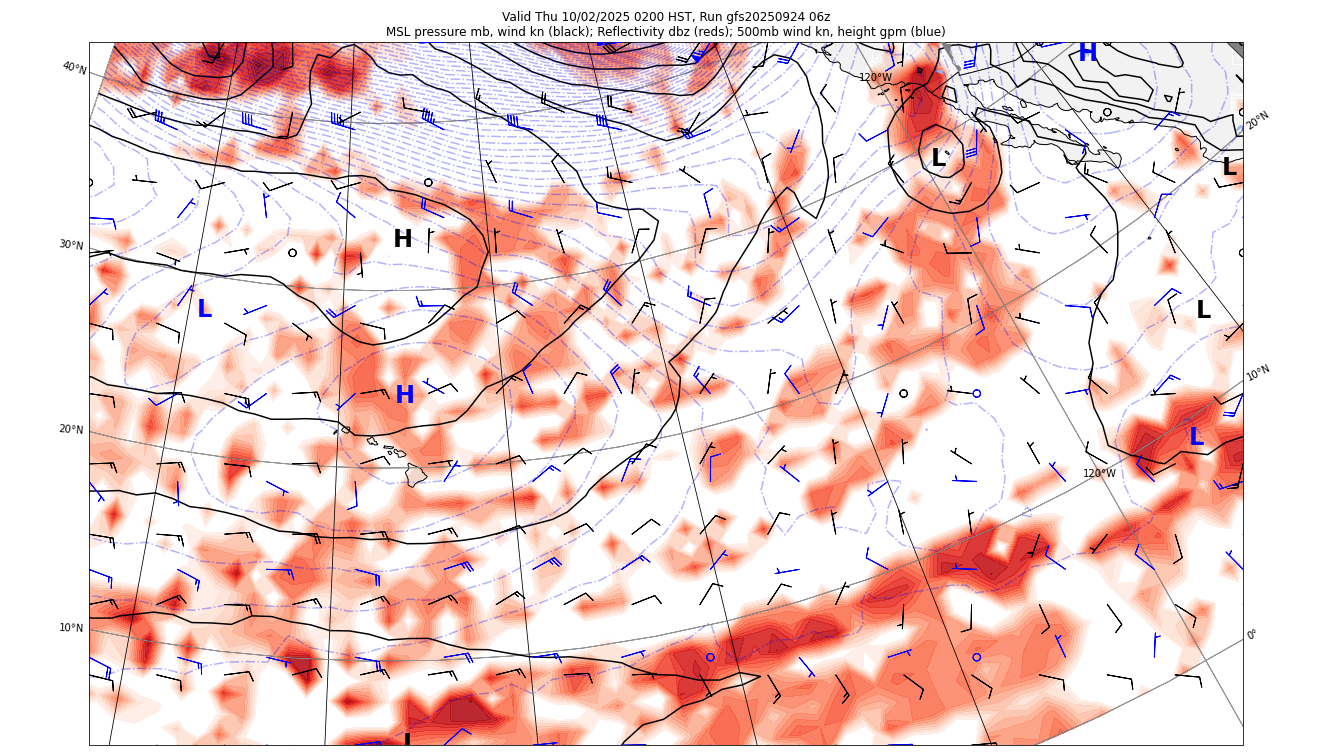 Valid Thu 10/02/2025 0200 HST, Run gfs20250924 06z
MSL pressure mb, wind kn (black); Reflectivity dbz (reds); 500mb wind kn, height gpm (blue)
H
40°N
120°W
20°N
L
L
30°N
H
L
L
10°N
H
20°N
L
120°W
10°N
0°
L